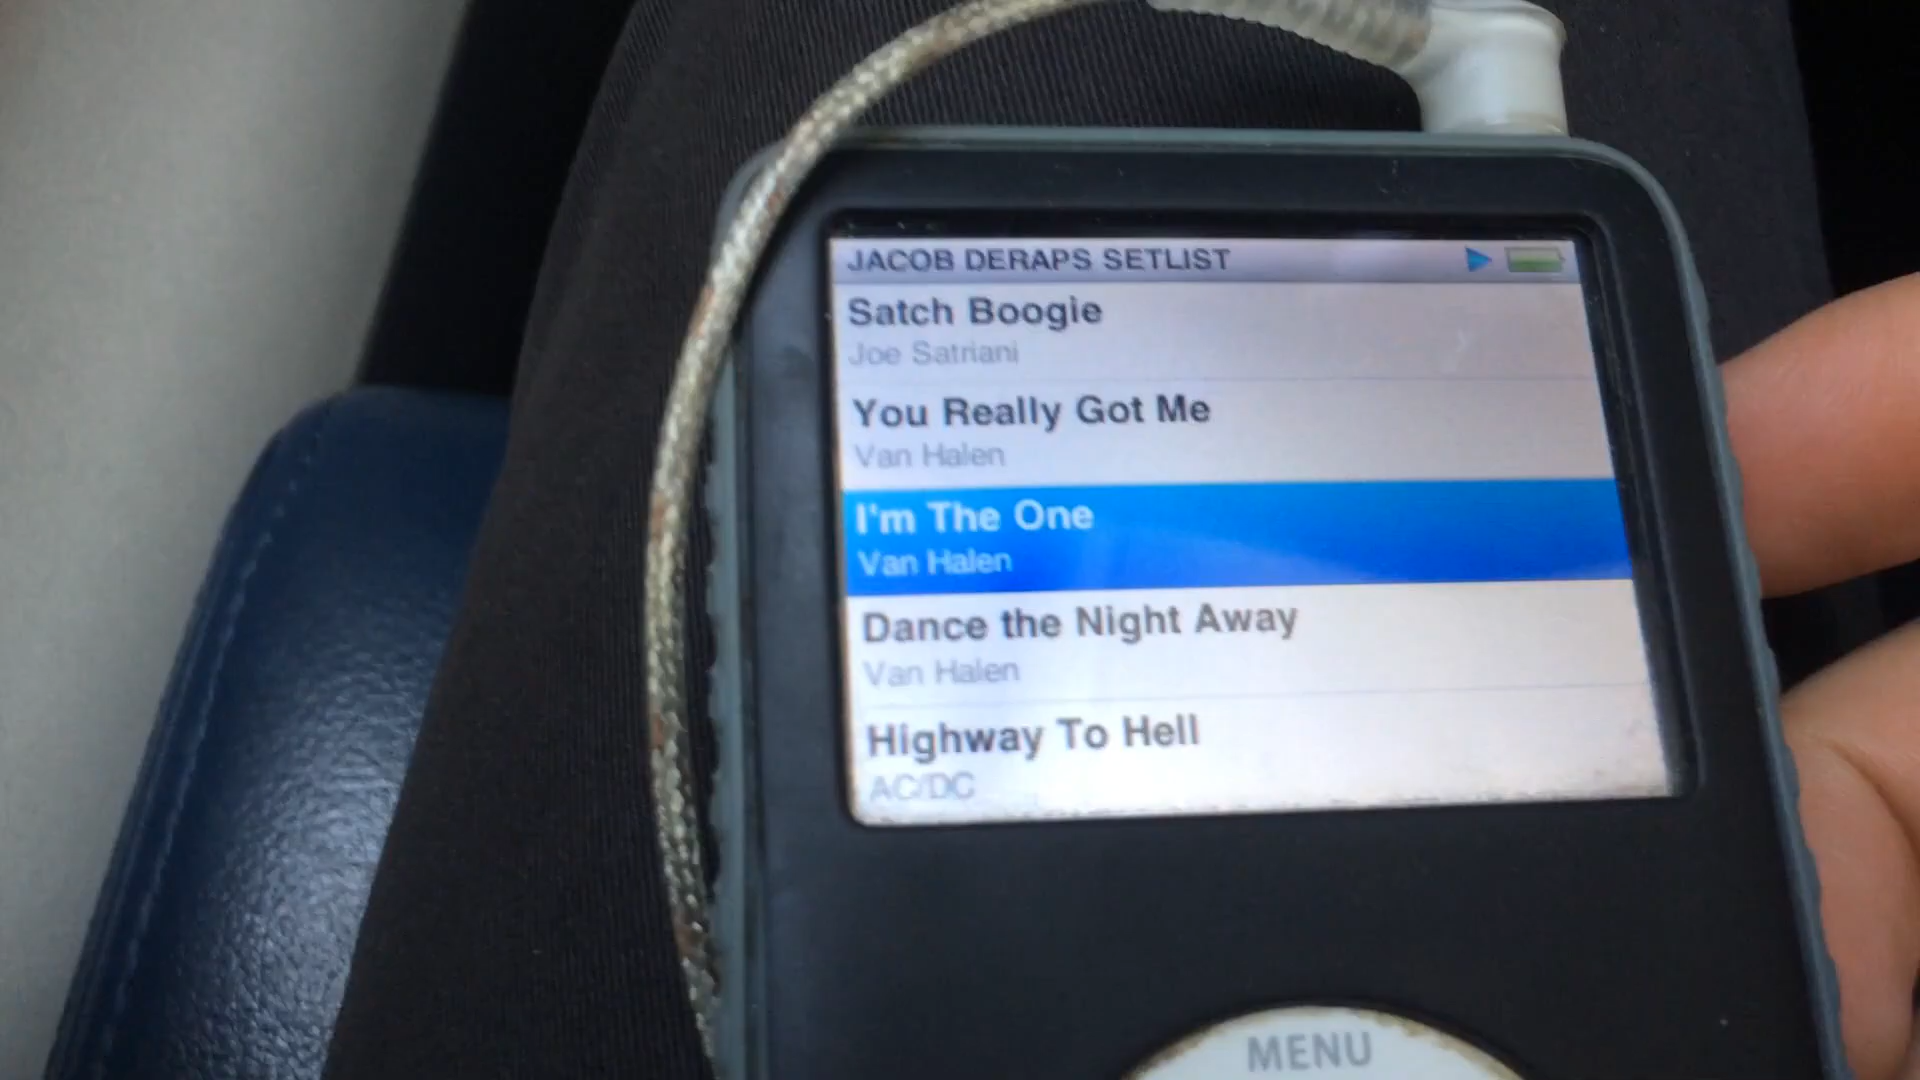 JACOB DERAPS SETLIST
Satch Boogie
Joe Satriani
You Really Got Me
Van Halen
I'm The One
Van Halen
Dance the Night Away
Van Halen
Highway To Hell
AC/DC
MENU